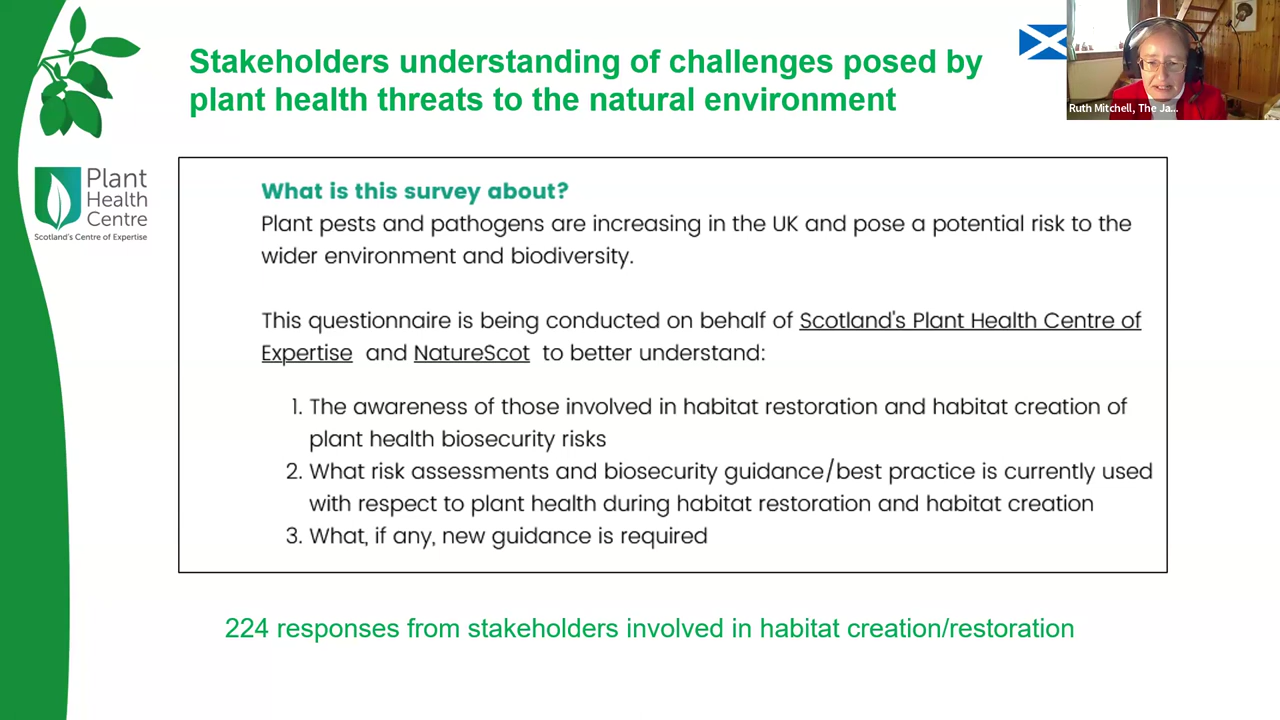 Stakeholders understanding of challenges posed by
plant health threats to the natural environment
Ruth Mitchell, The Ja...
Plant
Health
Centre
Scotland's Centre of Expertise
What is this survey about?
Plant pests and pathogens are increasing in the UK and pose a potential risk to the
wider environment and biodiversity.
This questionnaire is being conducted on behalf of Scotland's Plant Health Centre of
Expertise and NatureScot to better understand:
1. The awareness of those involved in habitat restoration and habitat creation of
plant health biosecurity risks
2. What risk assessments and biosecurity guidance/best practice is currently used
with respect to plant health during habitat restoration and habitat creation
3. What, if any, new guidance is required
224 responses from stakeholders involved in habitat creation/restoration